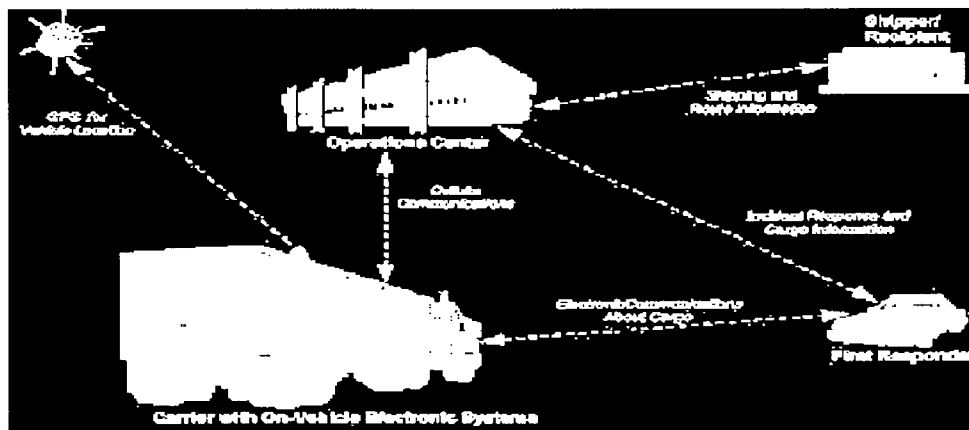 Shipper/
Recipient
GPS for
Vehicle Location
Shipping and
Route Information
Operations Center
Cellular
Communications
Incident Response and
Cargo Information
Electronic Communications
About Cargo
First Responder
Carrier with On-Vehicle Electronic Systems